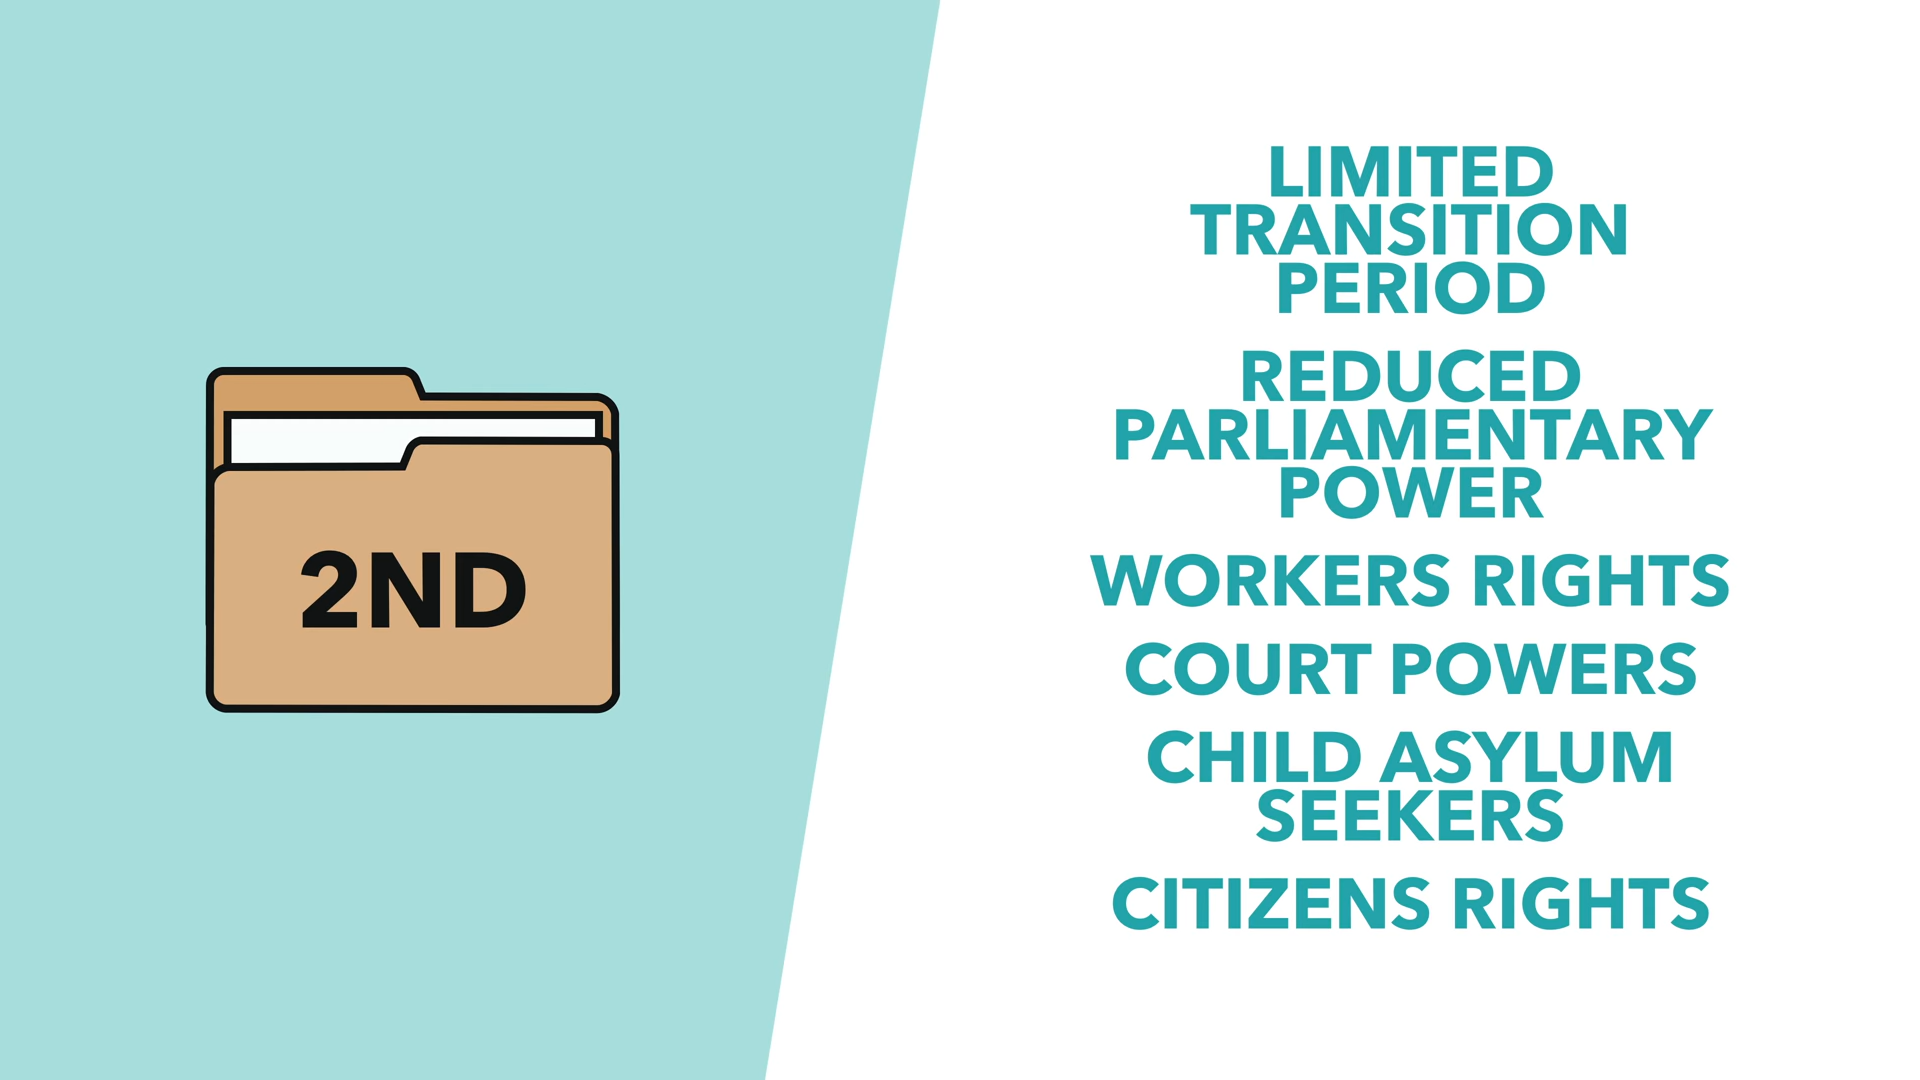 2ND
LIMITED
TRANSITION
PERIOD
REDUCED
PARLIAMENTARY
POWER
WORKERS RIGHTS
COURT POWERS
CHILD ASYLUM
SEEKERS
CITIZENS RIGHTS